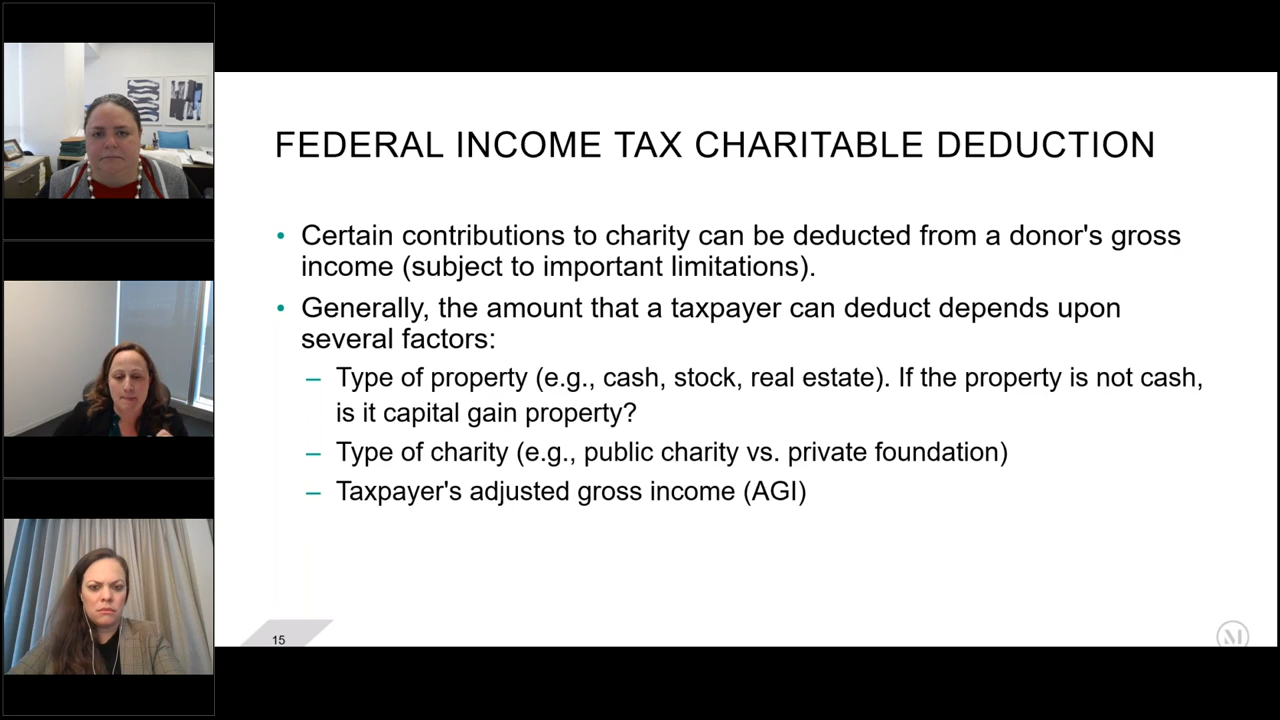 FEDERAL INCOME TAX CHARITABLE DEDUCTION
• Certain contributions to charity can be deducted from a donor's gross
income (subject to important limitations).
• Generally, the amount that a taxpayer can deduct depends upon
several factors:
– Type of property (e.g., cash, stock, real estate). If the property is not cash,
is it capital gain property?
– Type of charity (e.g., public charity vs. private foundation)
– Taxpayer's adjusted gross income (AGI)
15
M